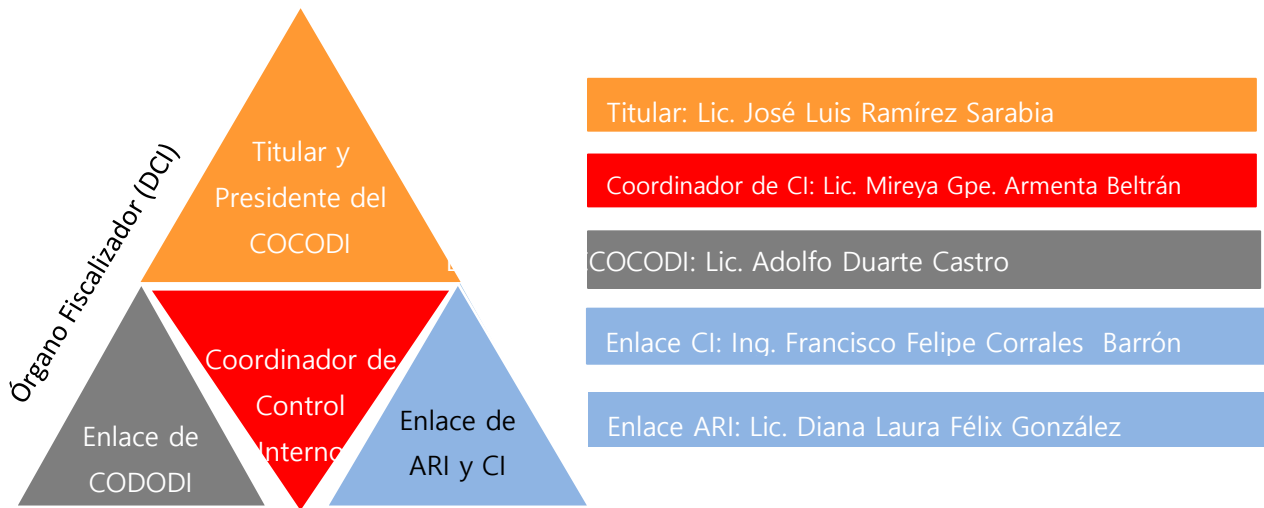 Órgano Fiscalizador (DCI)
Titular y
Presidente del
COCODI
Coordinador de
Control
Interno
Enlace de
CODODI
Enlace de
ARI y CI
Titular: Lic. José Luis Ramírez Sarabia
Coordinador de CI: Lic. Mireya Gpe. Armenta Beltrán
COCODI: Lic. Adolfo Duarte Castro
Enlace CI: Ing. Francisco Felipe Corrales Barrón
Enlace ARI: Lic. Diana Laura Félix González